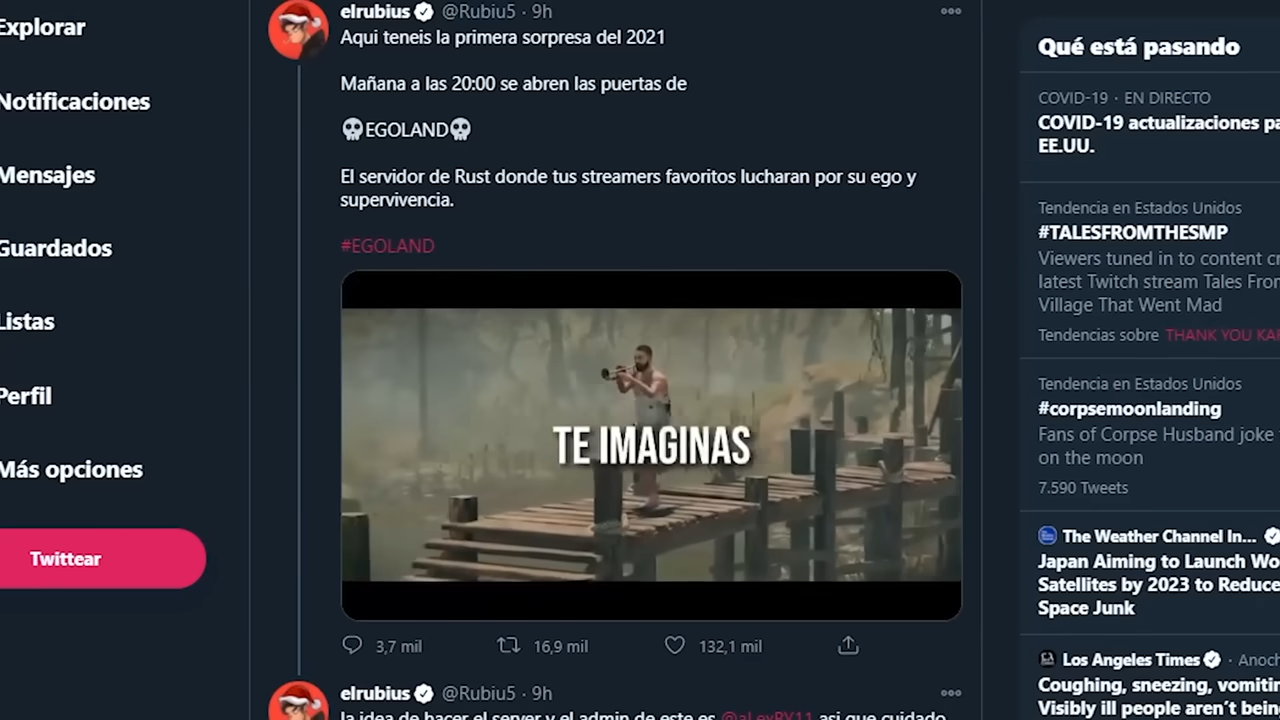 Explorar
Notificaciones
Mensajes
Guardados
Listas
Perfil
Más opciones
Twittear
elrubius @Rubiu5 · 9h
Aqui teneis la primera sorpresa del 2021
Mañana a las 20:00 se abren las puertas de
💀EGOLAND💀
El servidor de Rust donde tus streamers favoritos lucharan por su ego y
supervivencia.
#EGOLAND
TE IMAGINAS
3,7 mil 16,9 mil 132,1 mil
elrubius @Rubiu5 · 9h
la idea de hacer el server y el admin de este es @aLexBY11 asi que cuidado
Qué está pasando
COVID-19 · EN DIRECTO
COVID-19 actualizaciones pa
EE.UU.
Tendencia en Estados Unidos
#TALESFROMTHESMP
Viewers tuned in to content cr
latest Twitch stream Tales From
Village That Went Mad
Tendencias sobre THANK YOU KAR
Tendencia en Estados Unidos
#corpsemoonlanding
Fans of Corpse Husband joke
on the moon
7.590 Tweets
The Weather Channel In...
Japan Aiming to Launch Wo
Satellites by 2023 to Reduce
Space Junk
Los Angeles Times · Anoch
Coughing, sneezing, vomitin
Visibly ill people aren't bein